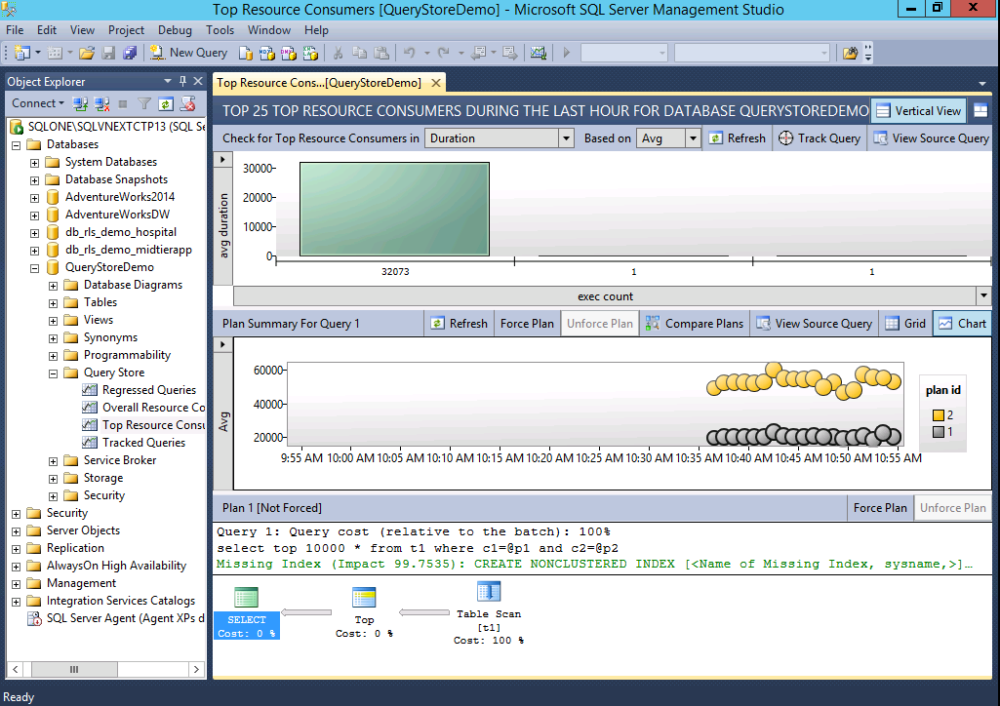 Top Resource Consumers [QueryStoreDemo] - Microsoft SQL Server Management Studio
File Edit View Project Debug Tools Window Help
New Query
Object Explorer
Connect
SQLONE\SQLVNEXTCTP13 (SQL Se
Databases
System Databases
Database Snapshots
AdventureWorks2014
AdventureWorksDW
db_rls_demo_hospital
db_rls_demo_midtierapp
QueryStoreDemo
Database Diagrams
Tables
Views
Synonyms
Programmability
Query Store
Regressed Queries
Overall Resource Co
Top Resource Consu
Tracked Queries
Service Broker
Storage
Security
Security
Server Objects
Replication
AlwaysOn High Availability
Management
Integration Services Catalogs
SQL Server Agent (Agent XPs d
Top Resource Cons...[QueryStoreDemo]
TOP 25 TOP RESOURCE CONSUMERS DURING THE LAST HOUR FOR DATABASE QUERYSTOREDEMO Vertical View
Check for Top Resource Consumers in Duration Based on Avg Refresh Track Query View Source Query
avg duration
30000
20000
10000
0
32073 1 1
exec count
Plan Summary For Query 1 Refresh Force Plan Unforce Plan Compare Plans View Source Query Grid Chart
Avg
60000
40000
20000
9:55 AM 10:00 AM 10:05 AM 10:10 AM 10:15 AM 10:20 AM 10:25 AM 10:30 AM 10:35 AM 10:40 AM 10:45 AM 10:50 AM 10:55 AM
plan id
2
1
Plan 1 [Not Forced] Force Plan Unforce Plan
Query 1: Query cost (relative to the batch): 100%
select top 10000 * from t1 where c1=@p1 and c2=@p2
Missing Index (Impact 99.7535): CREATE NONCLUSTERED INDEX [<Name of Missing Index, sysname,>]…
SELECT
Cost: 0 %
Top
Cost: 0 %
Table Scan
[t1]
Cost: 100 %
Ready